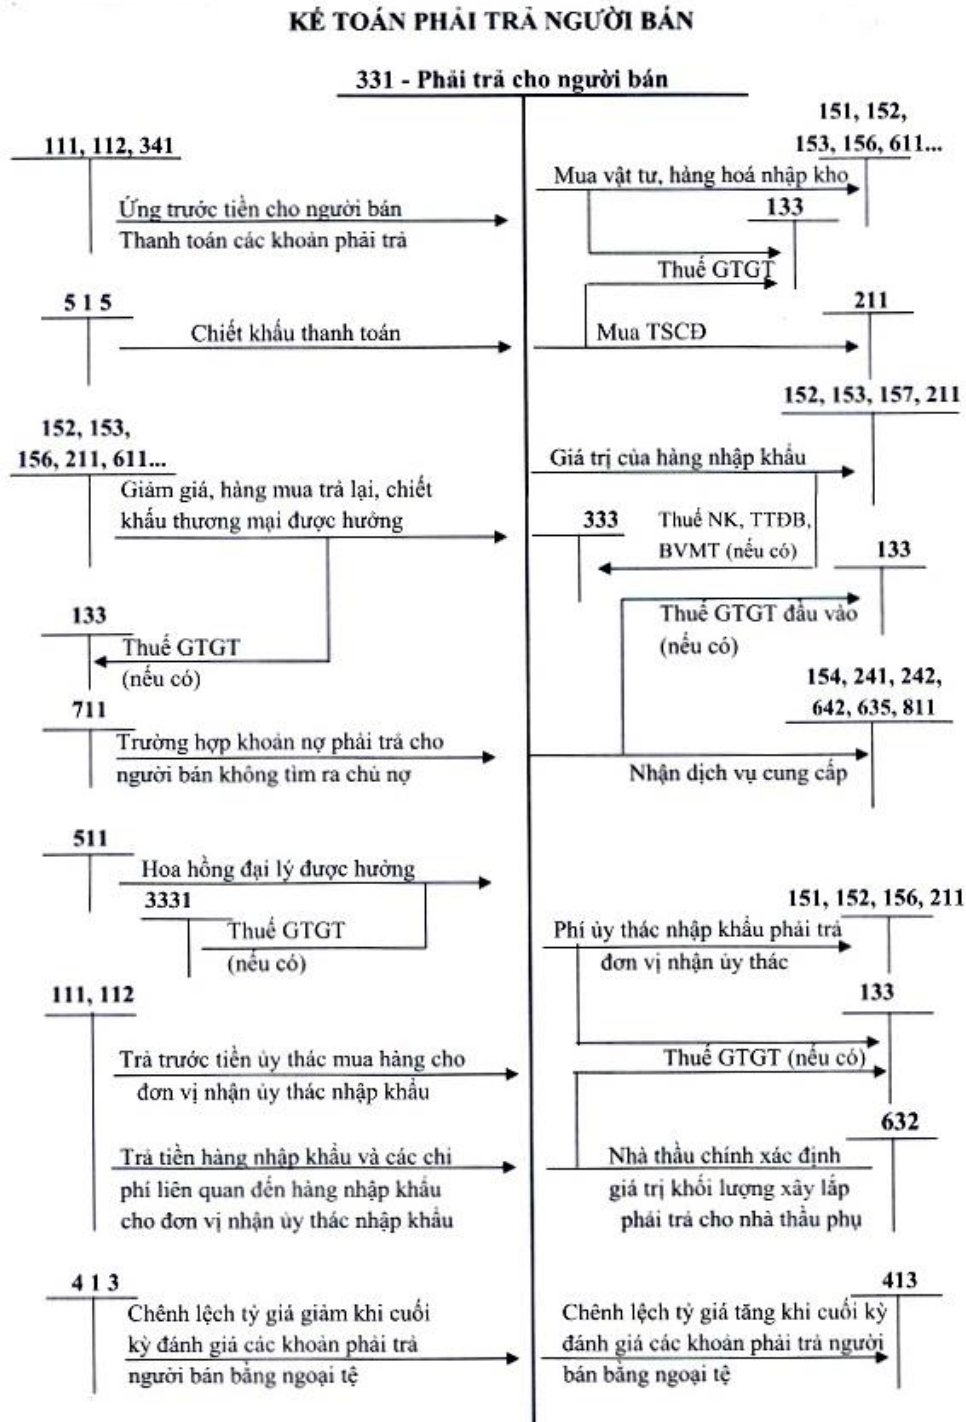 KẾ TOÁN PHẢI TRẢ NGƯỜI BÁN
331 - Phải trả cho người bán
111, 112, 341
Ứng trước tiền cho người bán
Thanh toán các khoản phải trả
5 1 5
Chiết khấu thanh toán
152, 153,
156, 211, 611...
Giảm giá, hàng mua trả lại, chiết
khấu thương mại được hưởng
133
Thuế GTGT
(nếu có)
711
Trường hợp khoản nợ phải trả cho
người bán không tìm ra chủ nợ
511
Hoa hồng đại lý được hưởng
3331
Thuế GTGT
(nếu có)
111, 112
Trả trước tiền ủy thác mua hàng cho
đơn vị nhận ủy thác nhập khẩu
Trả tiền hàng nhập khẩu và các chi
phí liên quan đến hàng nhập khẩu
cho đơn vị nhận ủy thác nhập khẩu
4 1 3
Chênh lệch tỷ giá giảm khi cuối
kỳ đánh giá các khoản phải trả
người bán bằng ngoại tệ
151, 152,
153, 156, 611...
Mua vật tư, hàng hoá nhập kho
133
Thuế GTGT
211
Mua TSCĐ
152, 153, 157, 211
Giá trị của hàng nhập khẩu
333
Thuế NK, TTĐB,
BVMT (nếu có)
133
Thuế GTGT đầu vào
(nếu có)
154, 241, 242,
642, 635, 811
Nhận dịch vụ cung cấp
151, 152, 156, 211
Phí ủy thác nhập khẩu phải trả
đơn vị nhận ủy thác
133
Thuế GTGT (nếu có)
632
Nhà thầu chính xác định
giá trị khối lượng xây lắp
phải trả cho nhà thầu phụ
413
Chênh lệch tỷ giá tăng khi cuối kỳ
đánh giá các khoản phải trả người
bán bằng ngoại tệ